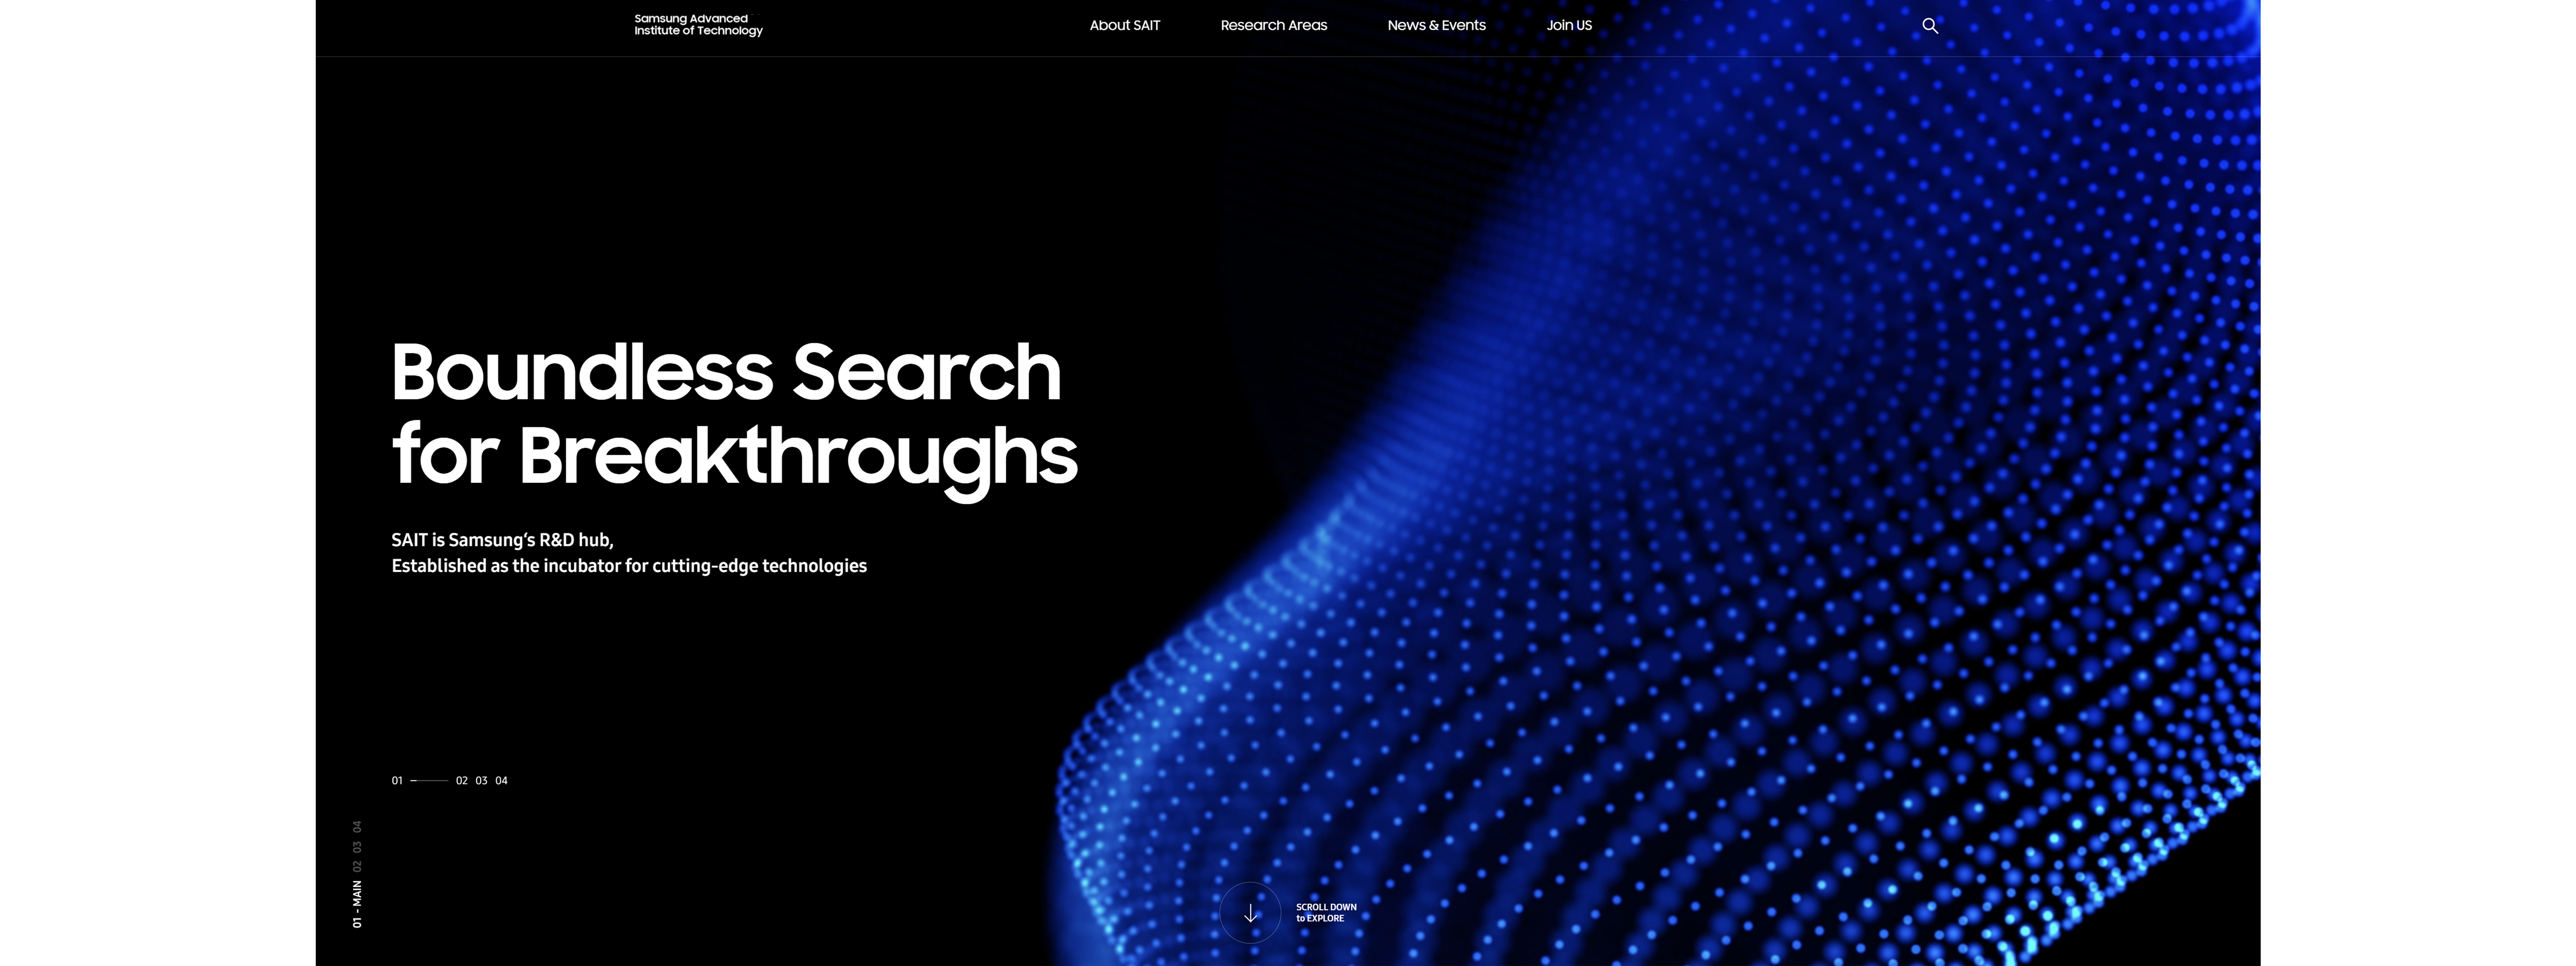 Samsung Advanced
Institute of Technology
About SAIT
Research Areas
News & Events
Join US
Boundless Search
for Breakthroughs
SAIT is Samsung‘s R&D hub,
Established as the incubator for cutting-edge technologies
01 02 03 04
01 - MAIN 02 03 04
SCROLL DOWN
to EXPLORE